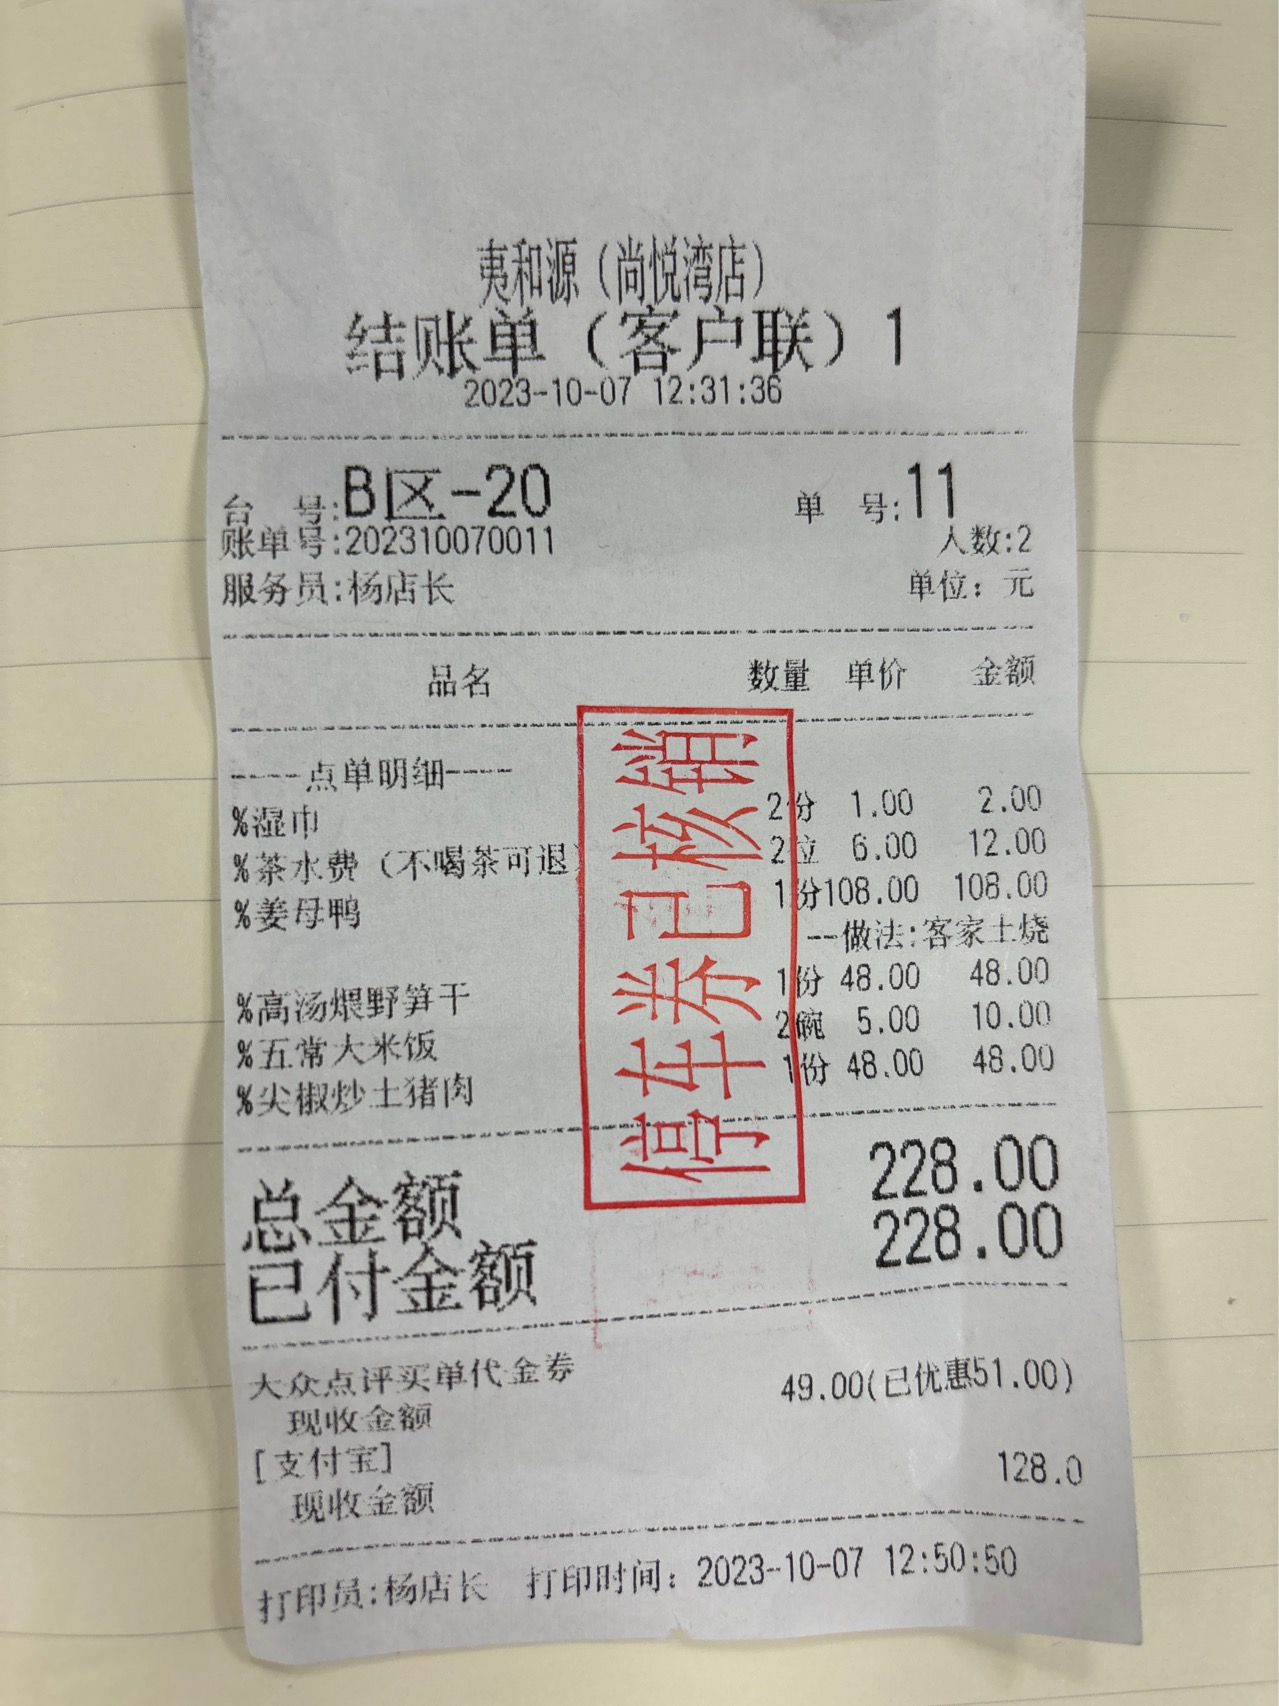 夷和源（尚悦湾店）
结账单（客户联）1
2023-10-07 12:31:36
台 号:B区-20 单 号:11
账单号:202310070011 人数:2
服务员:杨店长 单位：元
品名 数量 单价 金额
----点单明细----
%湿巾 2份 1.00 2.00
%茶水费（不喝茶可退） 2位 6.00 12.00
%姜母鸭 1份108.00 108.00
--做法:客家土烧
%高汤煨野笋干 1份 48.00 48.00
%五常大米饭 2碗 5.00 10.00
%尖椒炒土猪肉 1份 48.00 48.00
停车券已核销
总金额 228.00
已付金额 228.00
大众点评买单代金券
现收金额 49.00(已优惠51.00)
[支付宝]
现收金额 128.0
打印员:杨店长 打印时间：2023-10-07 12:50:50